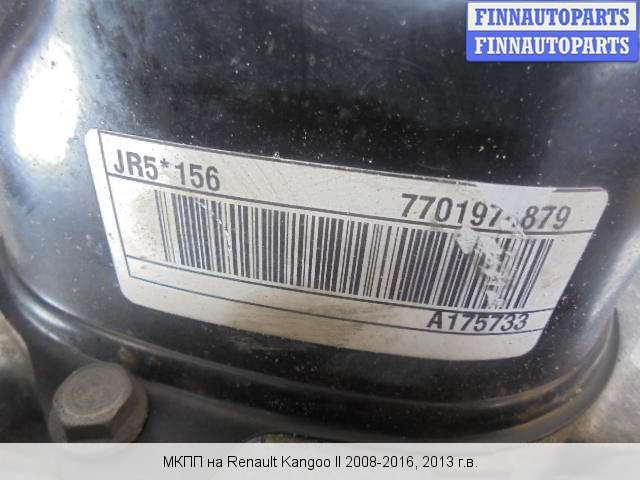 FINNAUTOPARTS
FINNAUTOPARTS
JR5*156
A175733
МКПП на Renault Kangoo II 2008-2016, 2013 г.в.